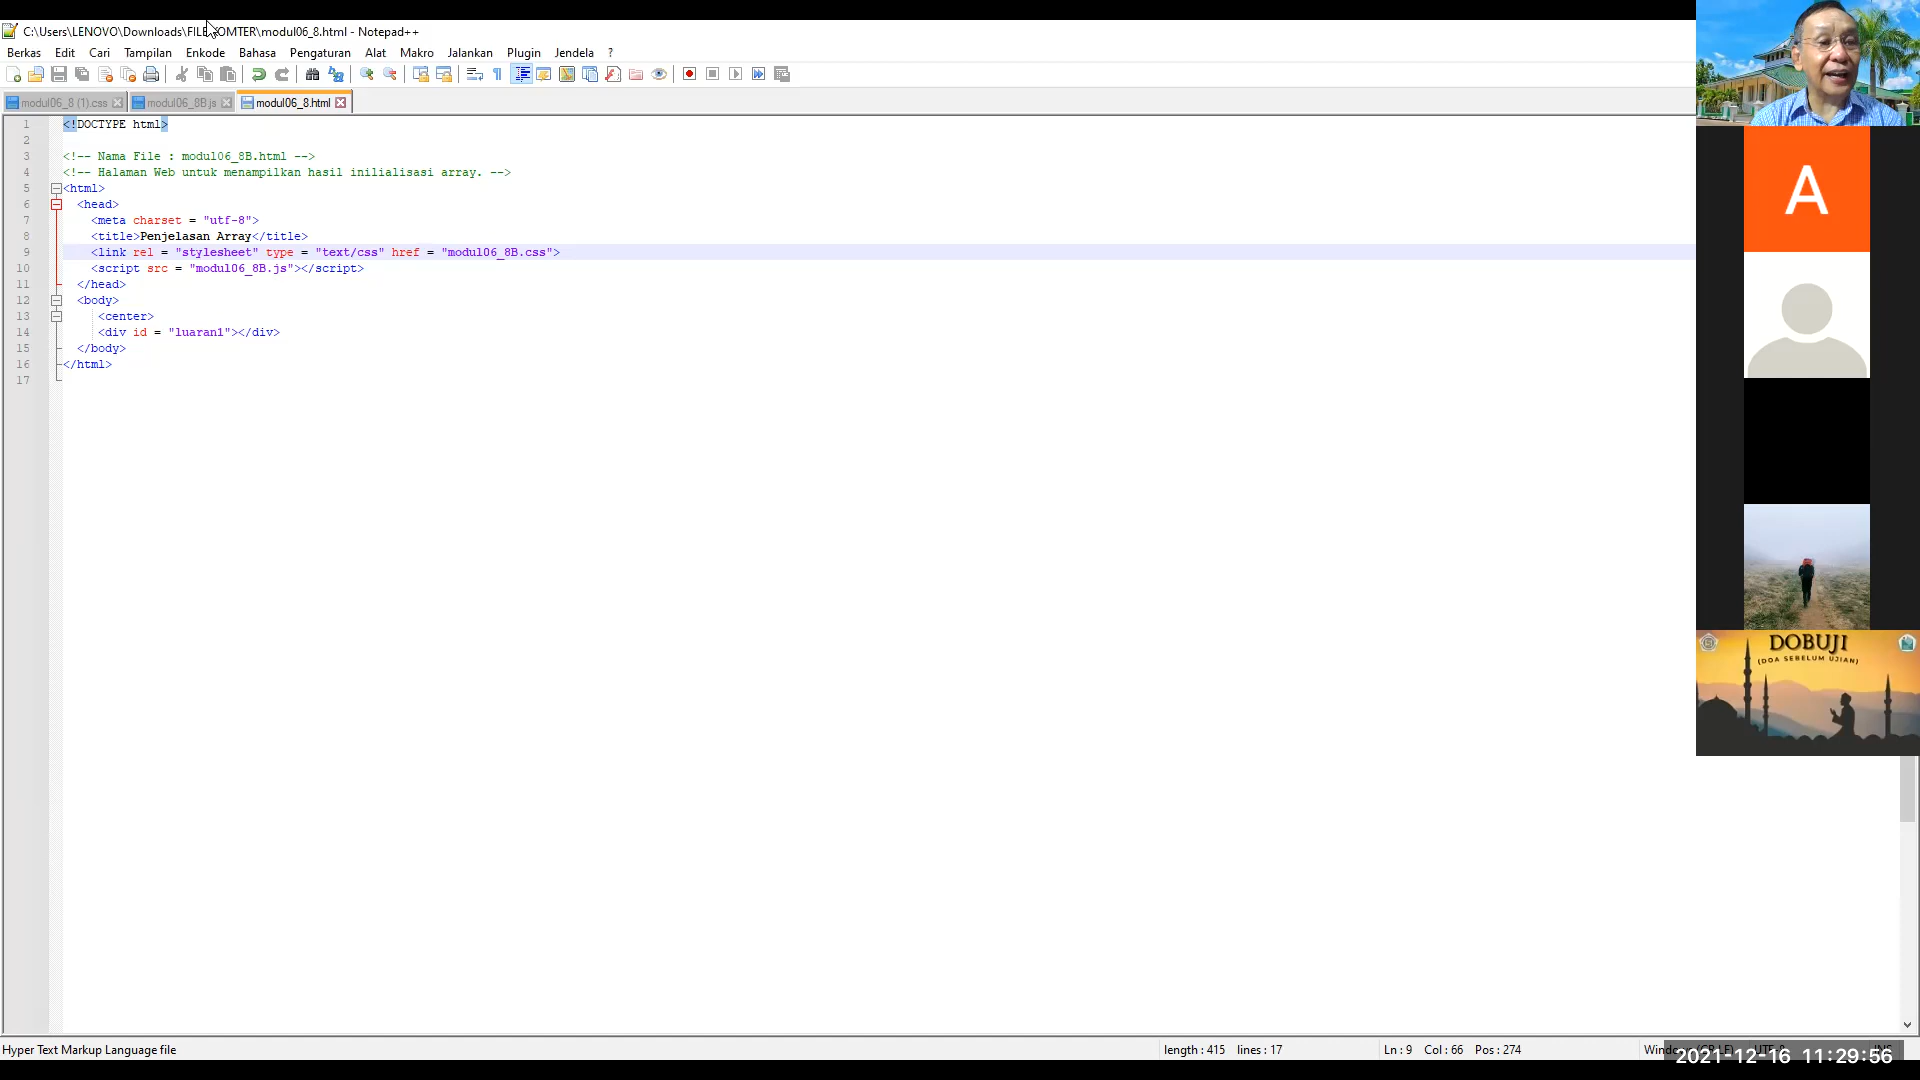 C:\Users\LENOVO\Downloads\FILE KOMTER\modul06_8.html - Notepad++
Berkas Edit Cari Tampilan Enkode Bahasa Pengaturan Alat Makro Jalankan Plugin Jendela ?
modul06_8 (1).css modul06_8B.js modul06_8.html
1 <!DOCTYPE html>
2
3 <!-- Nama File : modul06_8B.html -->
4 <!-- Halaman Web untuk menampilkan hasil inilialisasi array. -->
5 <html>
6 <head>
7 <meta charset = "utf-8">
8 <title>Penjelasan Array</title>
9 <link rel = "stylesheet" type = "text/css" href = "modul06_8B.css">
10 <script src = "modul06_8B.js"></script>
11 </head>
12 <body>
13 <center>
14 <div id = "luaran1"></div>
15 </body>
16 </html>
17
A
DOBUJI
(DOA SEBELUM UJIAN)
Hyper Text Markup Language file length : 415 lines : 17 Ln : 9 Col : 66 Pos : 274 Windows (CR LF) UTF-8 INS
2021-12-16 11:29:56